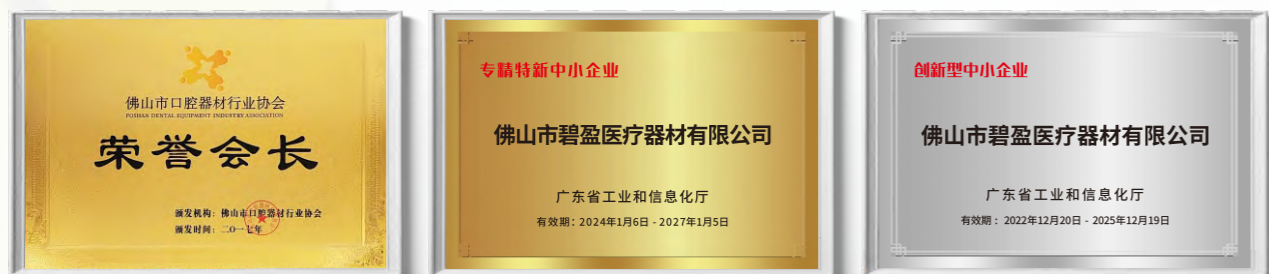 佛山市口腔器材行业协会
FOSHAN DENTAL EQUIPMENT INDUSTRY ASSOCIATION
荣誉会长
颁发机构：佛山市口腔器材行业协会
颁发时间：二〇一七年
专精特新中小企业
佛山市碧盈医疗器材有限公司
广东省工业和信息化厅
有效期：2024年1月6日 - 2027年1月5日
创新型中小企业
佛山市碧盈医疗器材有限公司
广东省工业和信息化厅
有效期：2022年12月20日 - 2025年12月19日